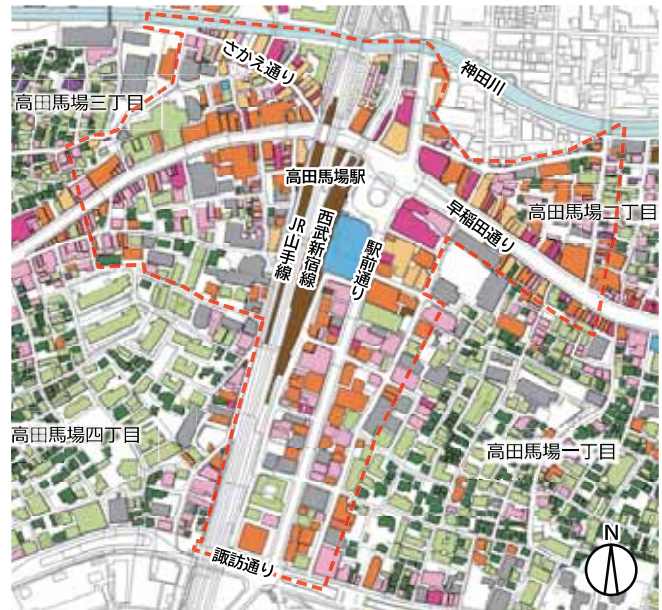 さかえ通り
神田川
高田馬場三丁目
高田馬場駅
高田馬場二丁目
早稲田通り
JR山手線
西武新宿線
駅前通り
高田馬場四丁目
高田馬場一丁目
N
諏訪通り